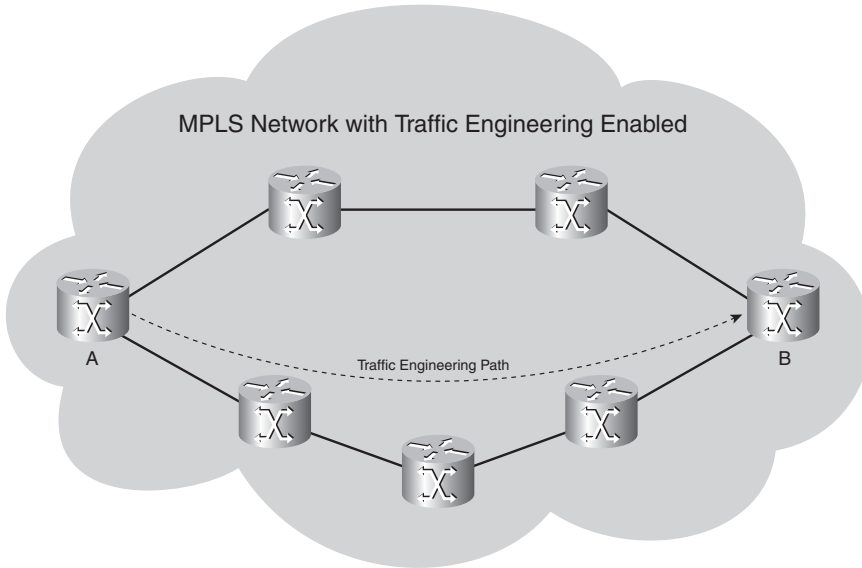 MPLS Network with Traffic Engineering Enabled
A
Traffic Engineering Path
B